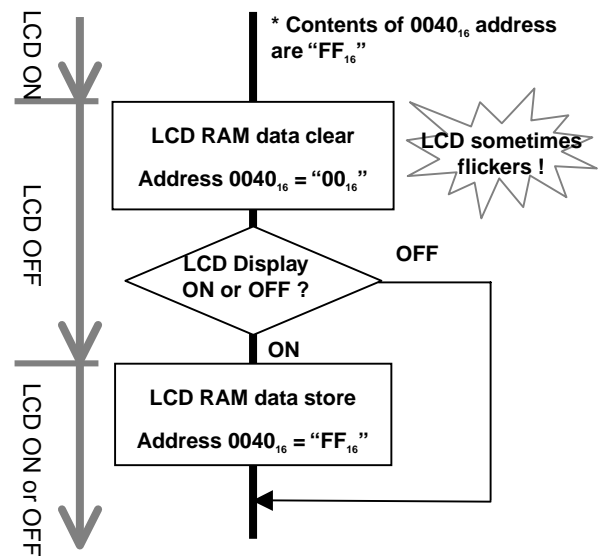 LCD ON
* Contents of 0040₁₆ address
are “FF₁₆”
LCD RAM data clear
Address 0040₁₆ = “00₁₆”
LCD sometimes
flickers !
LCD OFF
LCD Display
ON or OFF ?
OFF
ON
LCD RAM data store
Address 0040₁₆ = “FF₁₆”
LCD ON or OFF